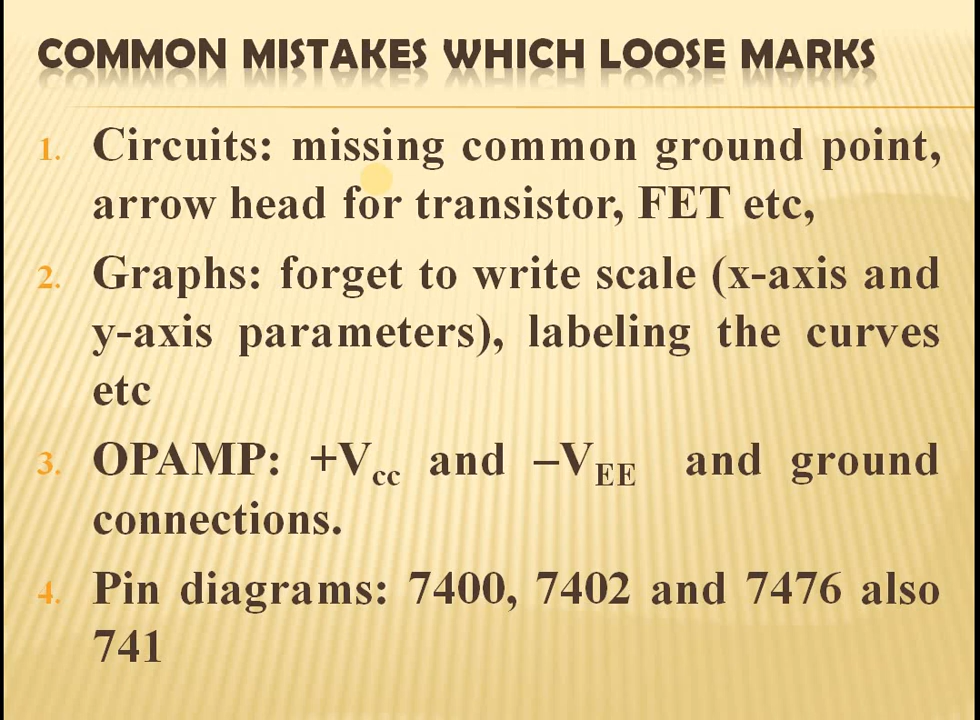 COMMON MISTAKES WHICH LOOSE MARKS
1. Circuits: missing common ground point,
arrow head for transistor, FET etc,
2. Graphs: forget to write scale (x-axis and
y-axis parameters), labeling the curves
etc
3. OPAMP: +Vcc and –VEE and ground
connections.
4. Pin diagrams: 7400, 7402 and 7476 also
741